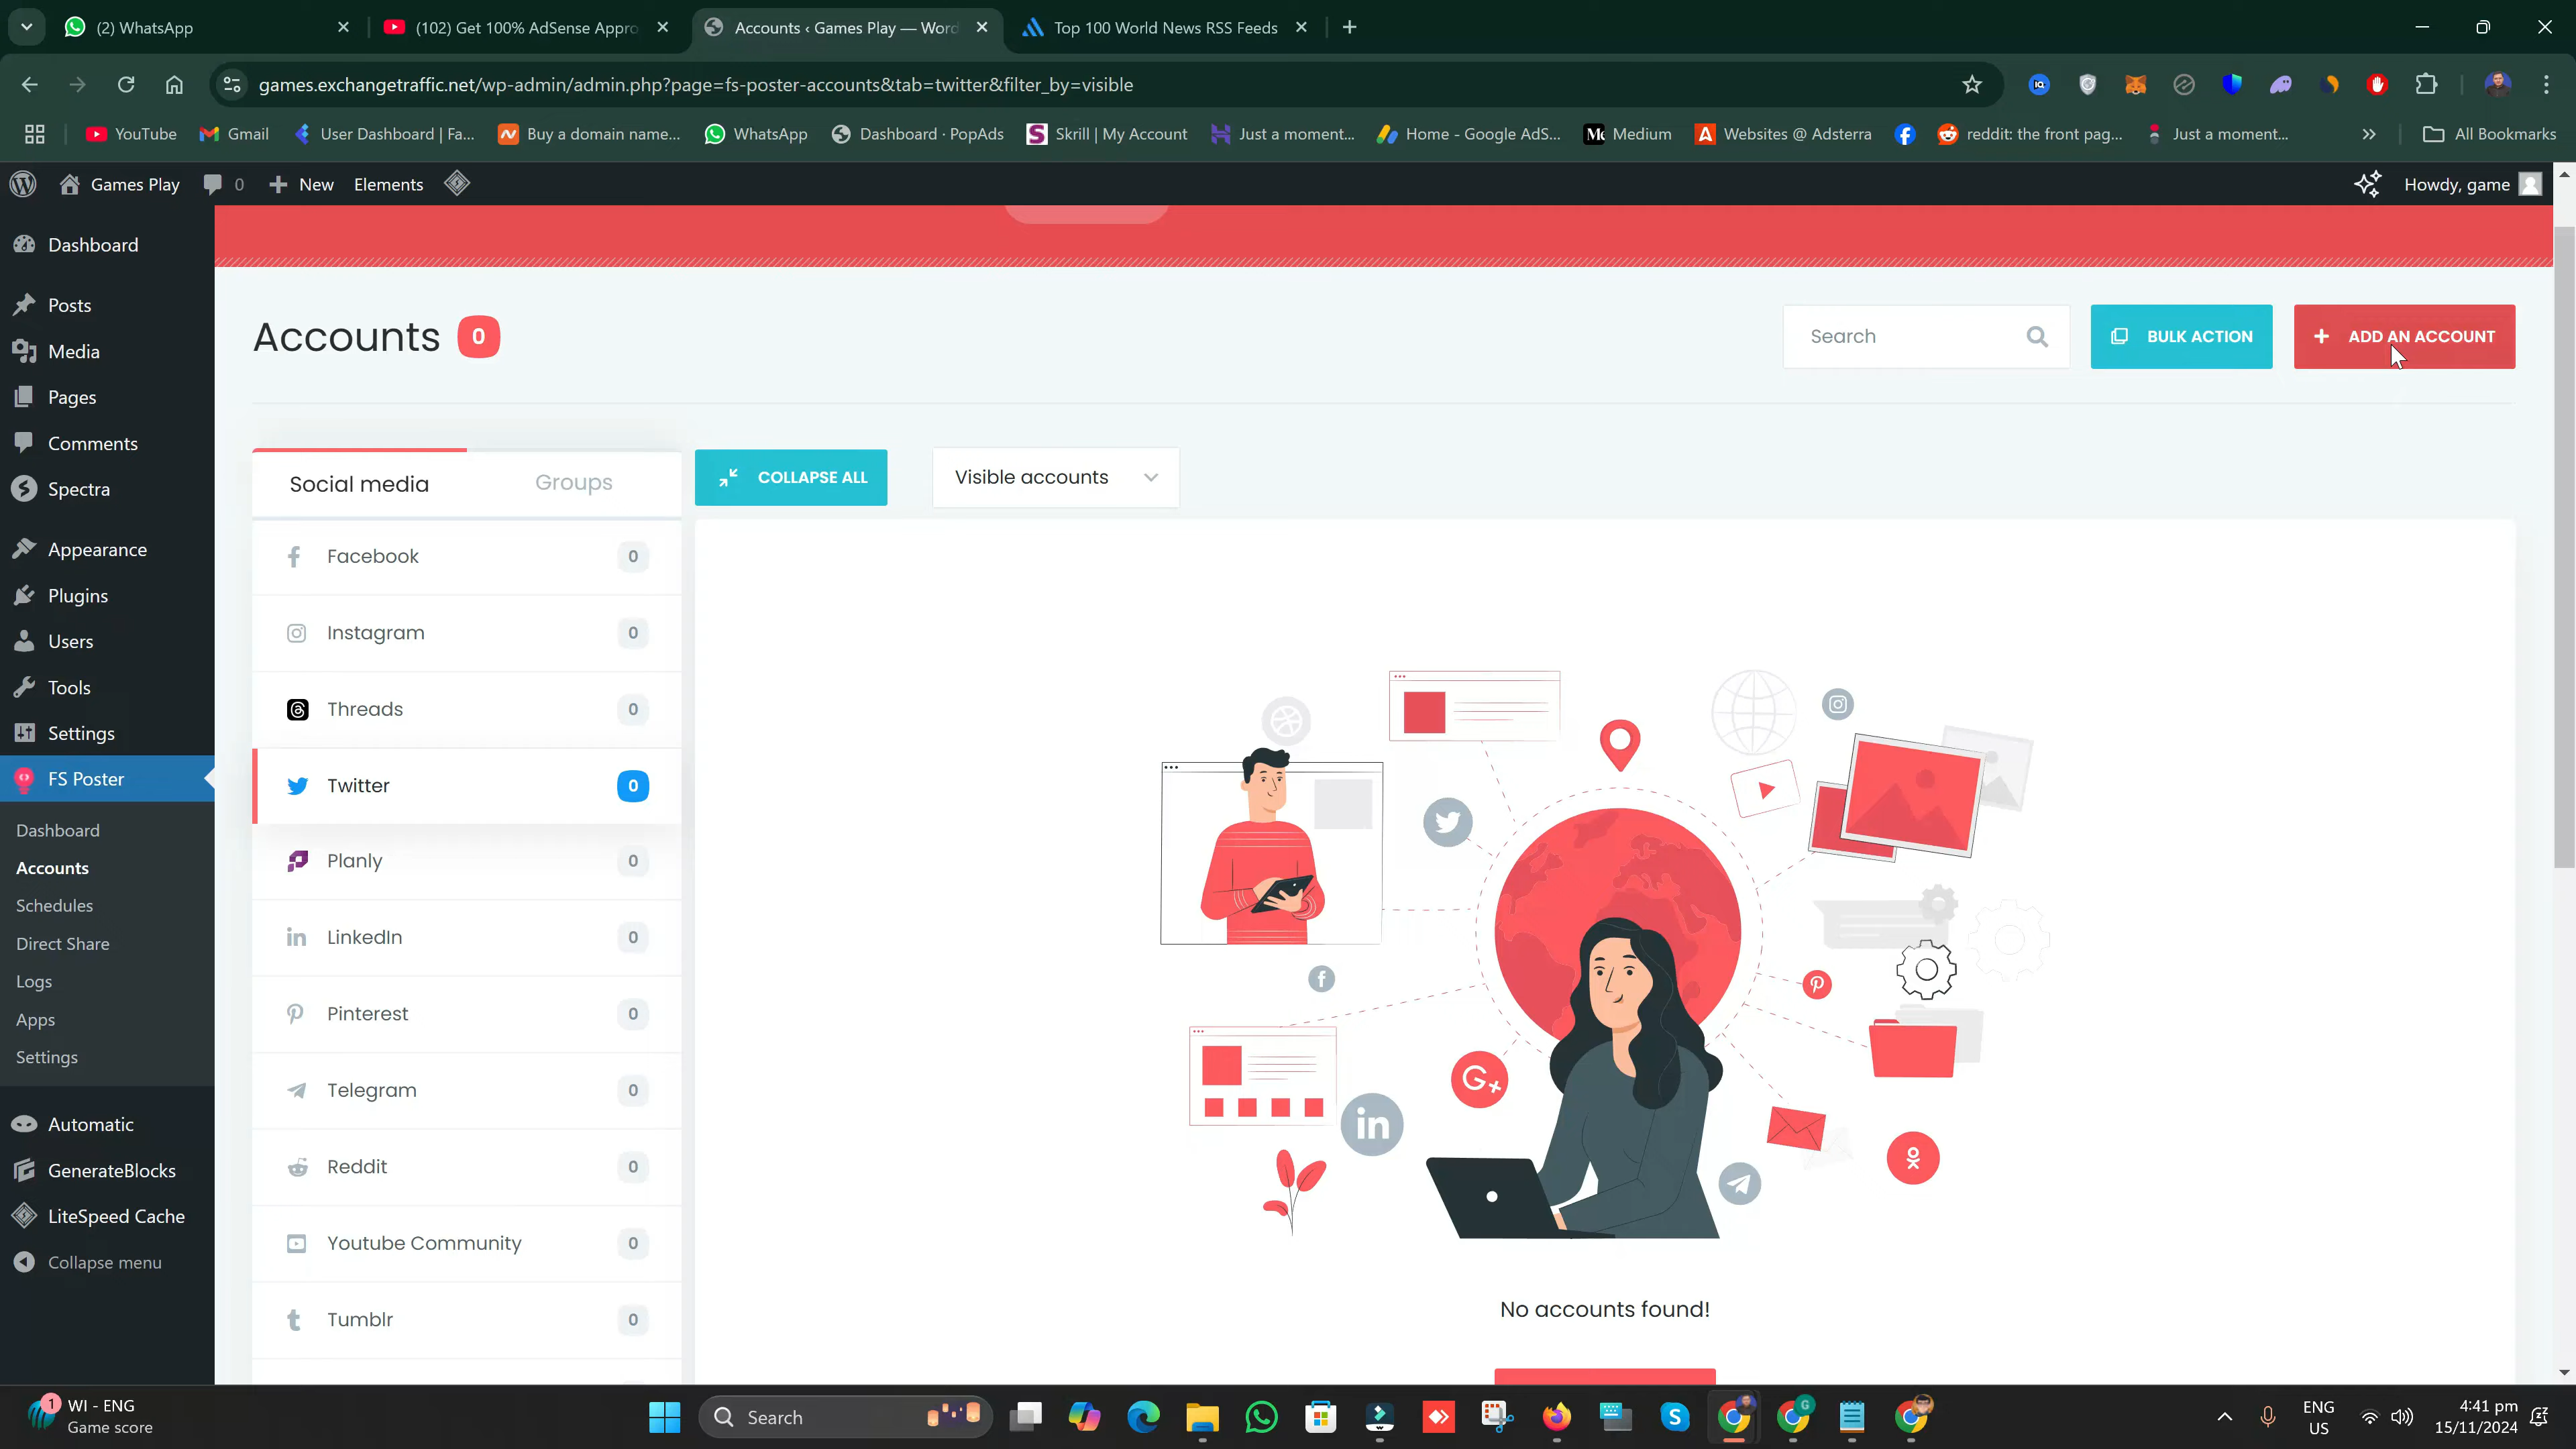 (2) WhatsApp
(102) Get 100% AdSense Appro
Accounts ‹ Games Play — Word
Top 100 World News RSS Feeds
games.exchangetraffic.net/wp-admin/admin.php?page=fs-poster-accounts&tab=twitter&filter_by=visible
YouTube
Gmail
User Dashboard | Fa...
Buy a domain name...
WhatsApp
Dashboard · PopAds
Skrill | My Account
Just a moment...
Home - Google AdS...
Medium
Websites @ Adsterra
reddit: the front pag...
Just a moment...
All Bookmarks
Games Play
0
New
Elements
Howdy, game
Dashboard
Posts
Media
Pages
Comments
Spectra
Appearance
Plugins
Users
Tools
Settings
FS Poster
Dashboard
Accounts
Schedules
Direct Share
Logs
Apps
Settings
Automatic
GenerateBlocks
LiteSpeed Cache
Collapse menu
Accounts 0
Search
BULK ACTION
ADD AN ACCOUNT
Social media
Groups
COLLAPSE ALL
Visible accounts
Facebook 0
Instagram 0
Threads 0
Twitter 0
Planly 0
LinkedIn 0
Pinterest 0
Telegram 0
Reddit 0
Youtube Community 0
Tumblr 0
G+
in
No accounts found!
1
WI - ENG
Game score
Search
ENG
US
4:41 pm
15/11/2024